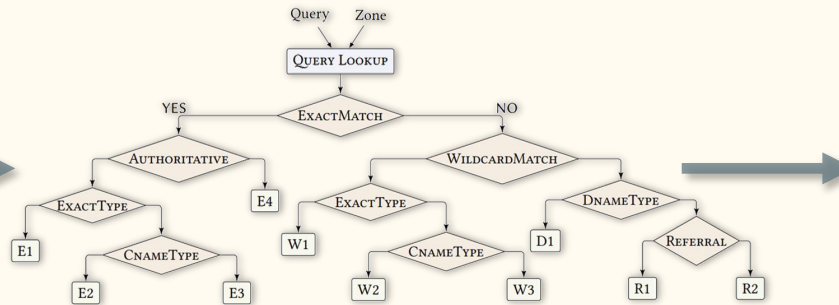 Query Zone
QUERY LOOKUP
EXACTMATCH
YES NO
AUTHORITATIVE WILDCARDMATCH
EXACTTYPE E4 EXACTTYPE DNAMETYPE
E1 CNAMETYPE W1 CNAMETYPE D1 REFERRAL
E2 E3 W2 W3 R1 R2